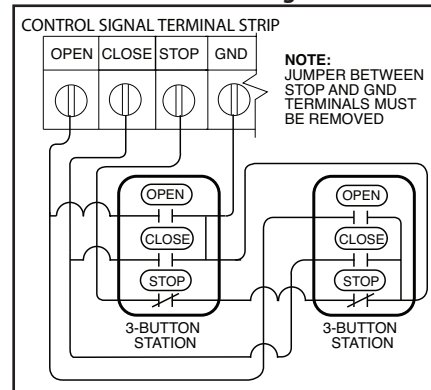 CONTROL SIGNAL TERMINAL STRIP
OPEN CLOSE STOP GND
NOTE:
JUMPER BETWEEN
STOP AND GND
TERMINALS MUST
BE REMOVED
OPEN
CLOSE
STOP
3-BUTTON
STATION
OPEN
CLOSE
STOP
3-BUTTON
STATION